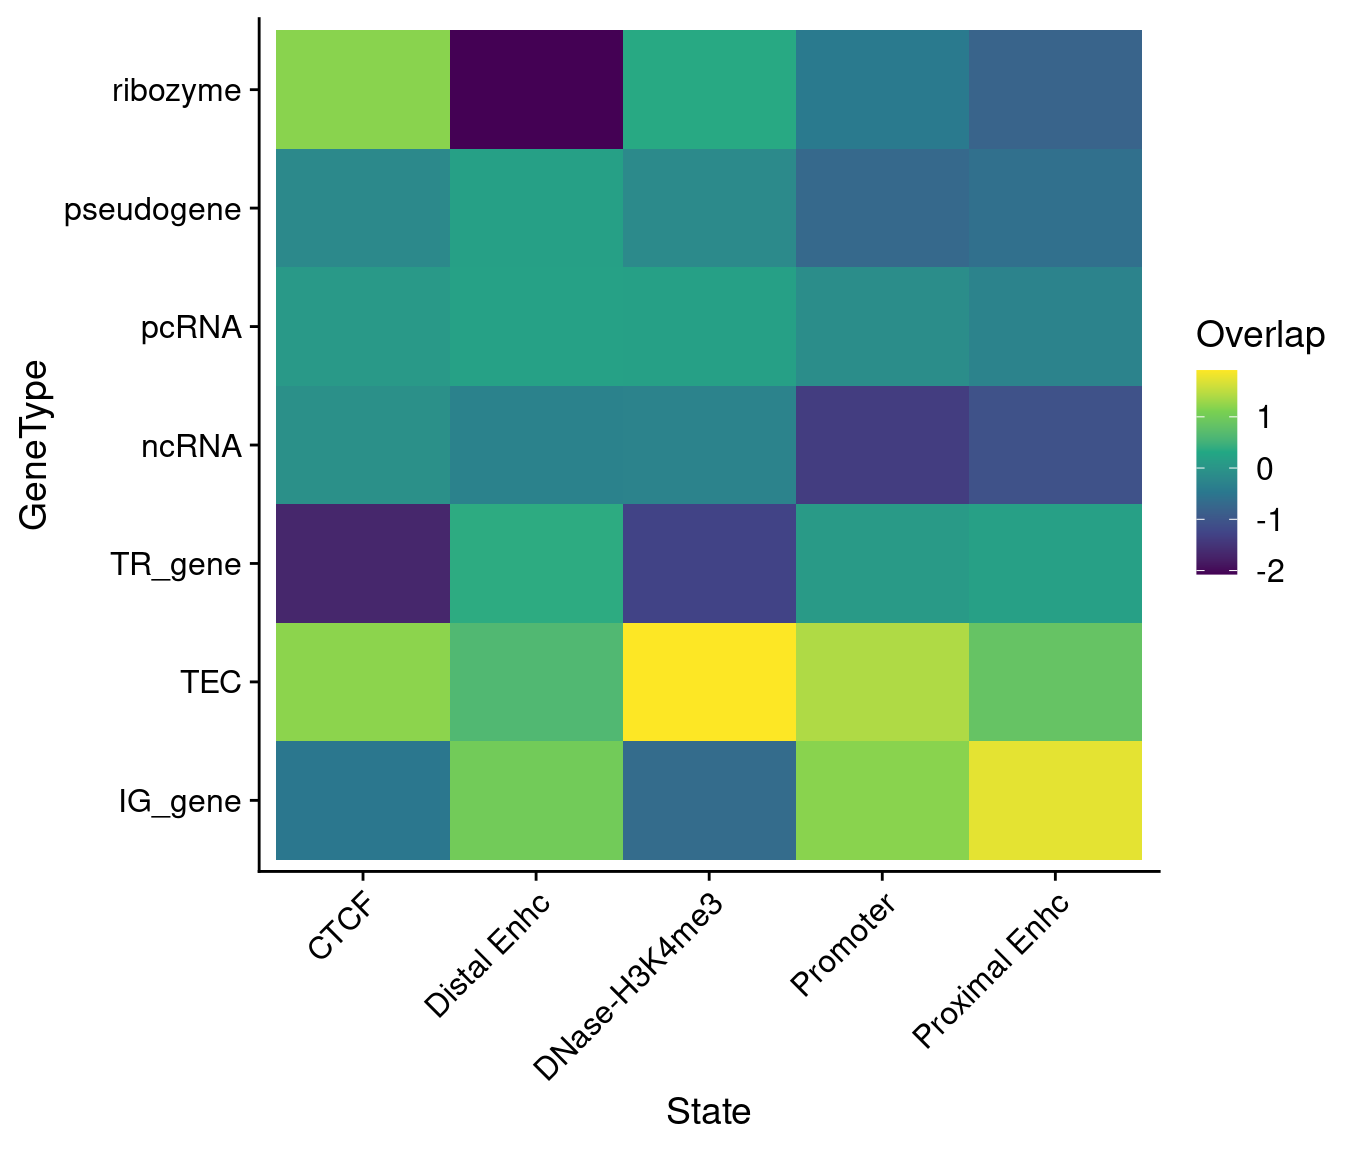 ribozyme
pseudogene
pcRNA
ncRNA
TR_gene
TEC
IG_gene
GeneType
CTCF
Distal Enhc
DNase-H3K4me3
Promoter
Proximal Enhc
State
Overlap
1
0
-1
-2